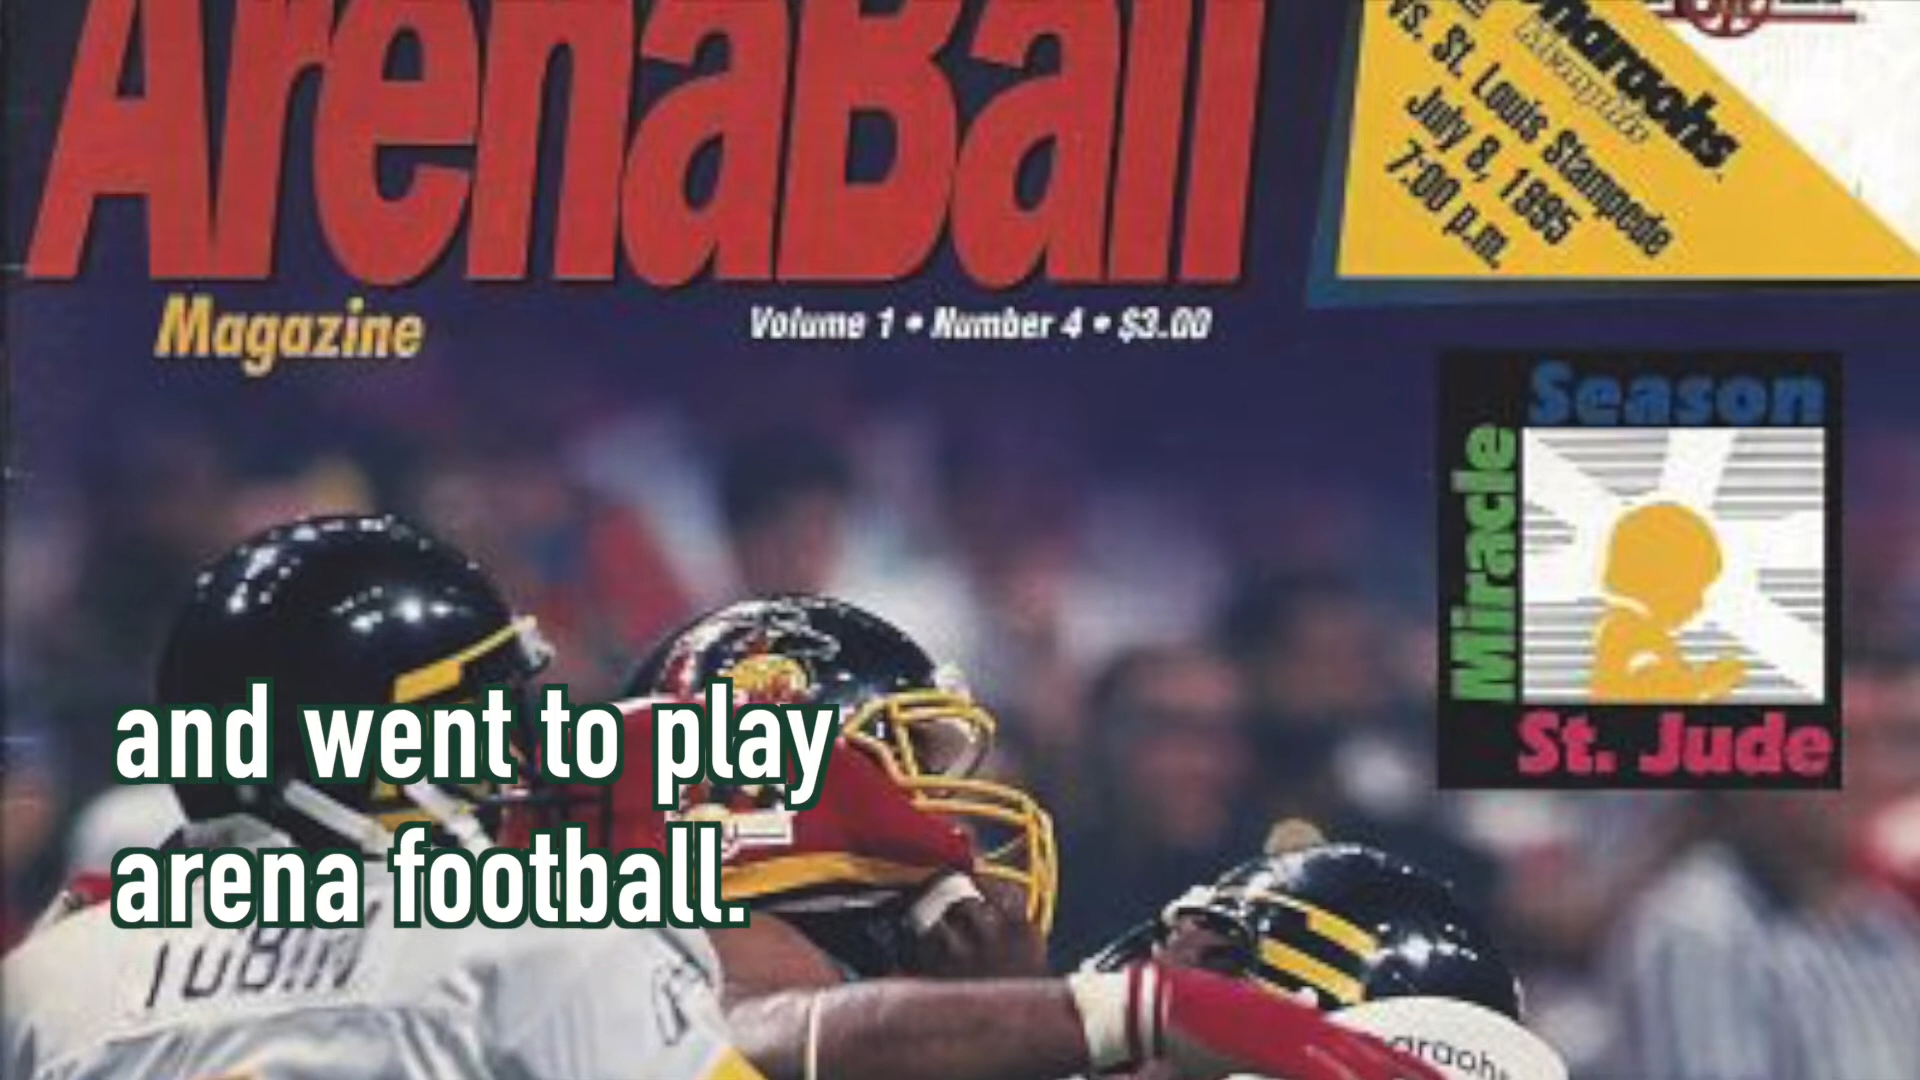 ArenaBall
Magazine
Volume 1 • Number 4 • $3.00
vs. St. Louis Stampede
July 8, 1995
7:00 p.m.
Season
Miracle
St. Jude
and went to play
arena football.
TOBIN